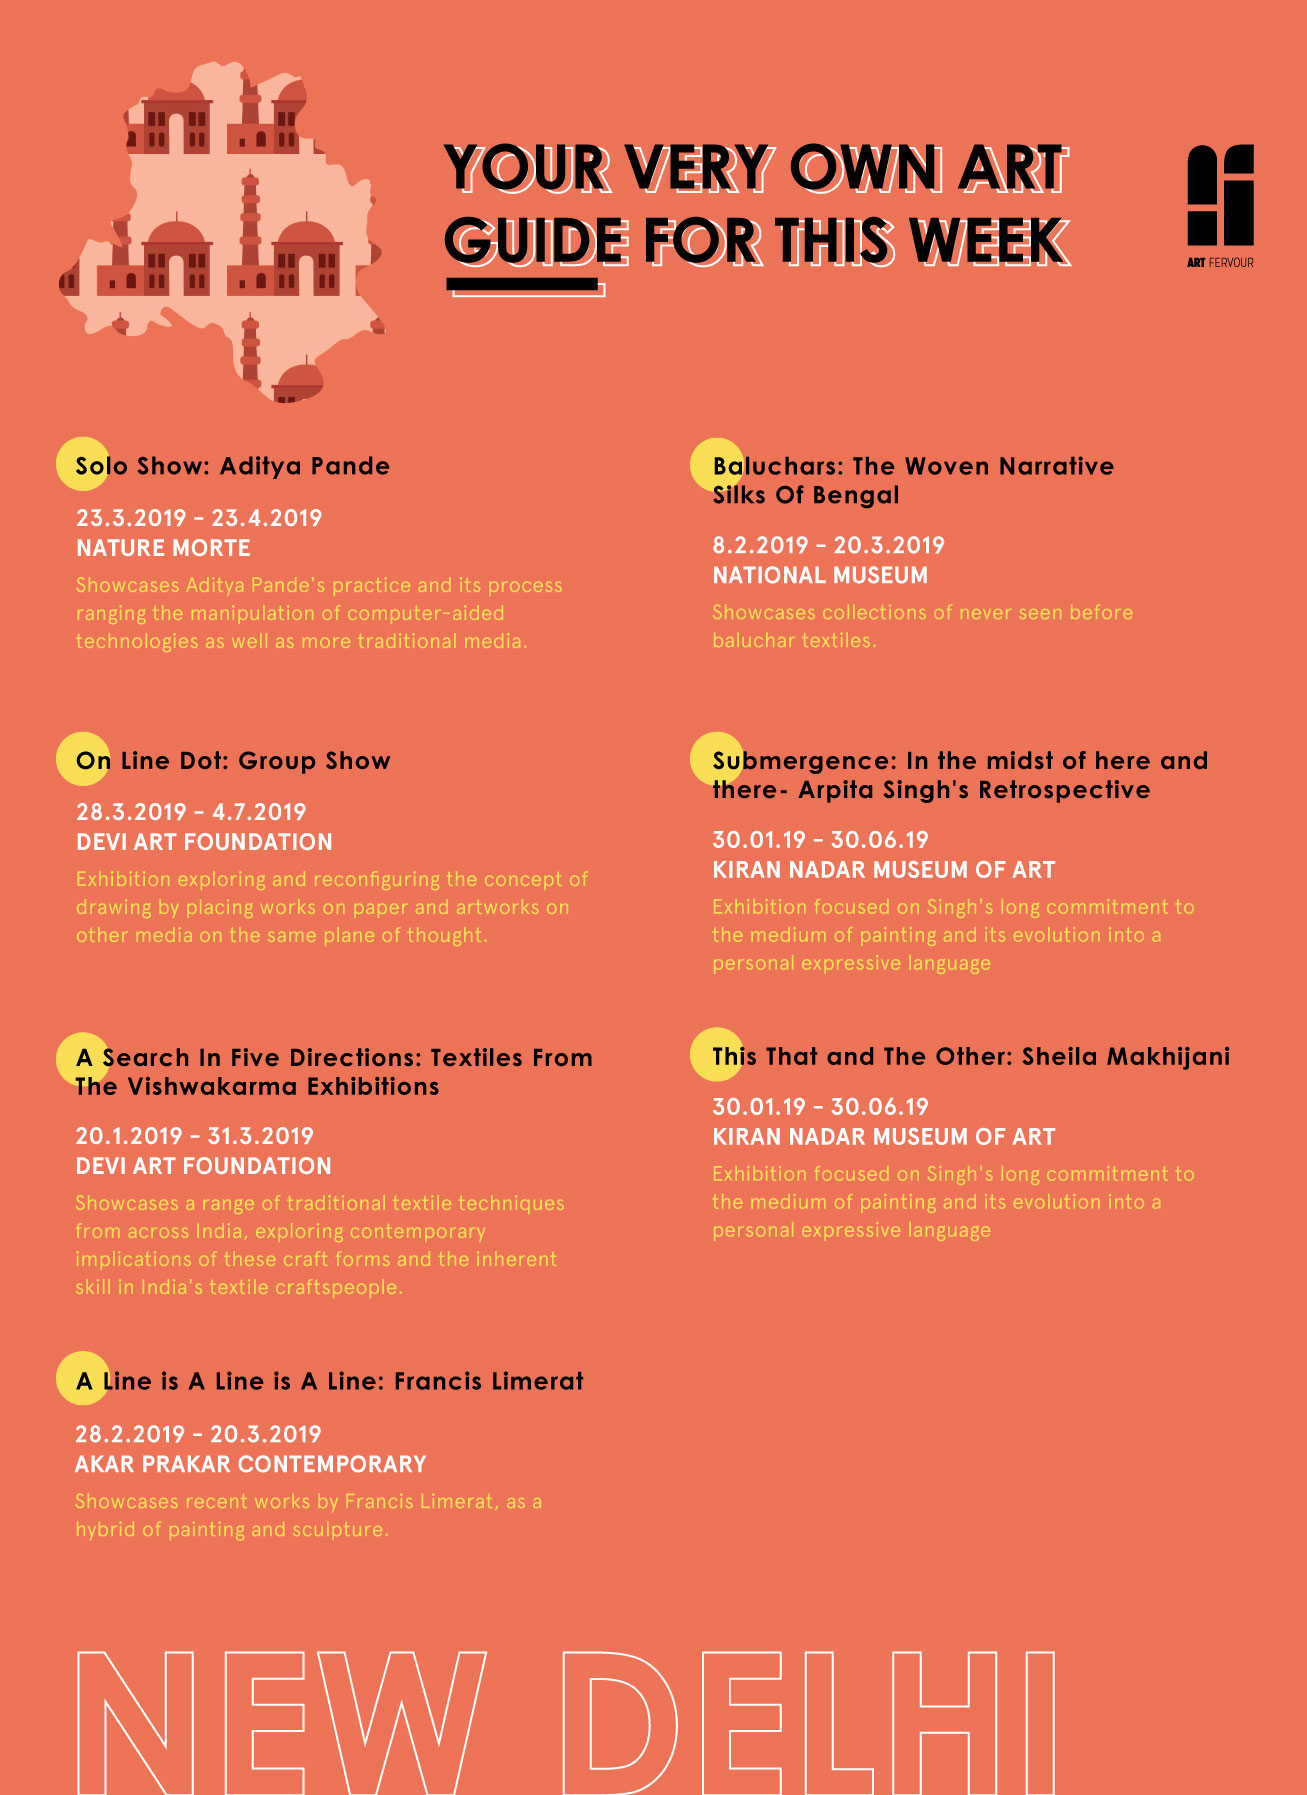 YOUR VERY OWN ART
GUIDE FOR THIS WEEK
ART FERVOUR
Solo Show: Aditya Pande
23.3.2019 - 23.4.2019
NATURE MORTE
Showcases Aditya Pande's practice and its process
ranging the manipulation of computer-aided
technologies as well as more traditional media.
On Line Dot: Group Show
28.3.2019 - 4.7.2019
DEVI ART FOUNDATION
Exhibition exploring and reconfiguring the concept of
drawing by placing works on paper and artworks on
other media on the same plane of thought.
A Search In Five Directions: Textiles From
The Vishwakarma Exhibitions
20.1.2019 - 31.3.2019
DEVI ART FOUNDATION
Showcases a range of traditional textile techniques
from across India, exploring contemporary
implications of these craft forms and the inherent
skill in India's textile craftspeople.
A Line is A Line is A Line: Francis Limerat
28.2.2019 - 20.3.2019
AKAR PRAKAR CONTEMPORARY
Showcases recent works by Francis Limerat, as a
hybrid of painting and sculpture.
Baluchars: The Woven Narrative
Silks Of Bengal
8.2.2019 - 20.3.2019
NATIONAL MUSEUM
Showcases collections of never seen before
baluchar textiles.
Submergence: In the midst of here and
there- Arpita Singh's Retrospective
30.01.19 - 30.06.19
KIRAN NADAR MUSEUM OF ART
Exhibition focused on Singh's long commitment to
the medium of painting and its evolution into a
personal expressive language
This That and The Other: Sheila Makhijani
30.01.19 - 30.06.19
KIRAN NADAR MUSEUM OF ART
Exhibition focused on Singh's long commitment to
the medium of painting and its evolution into a
personal expressive language
NEW DELHI